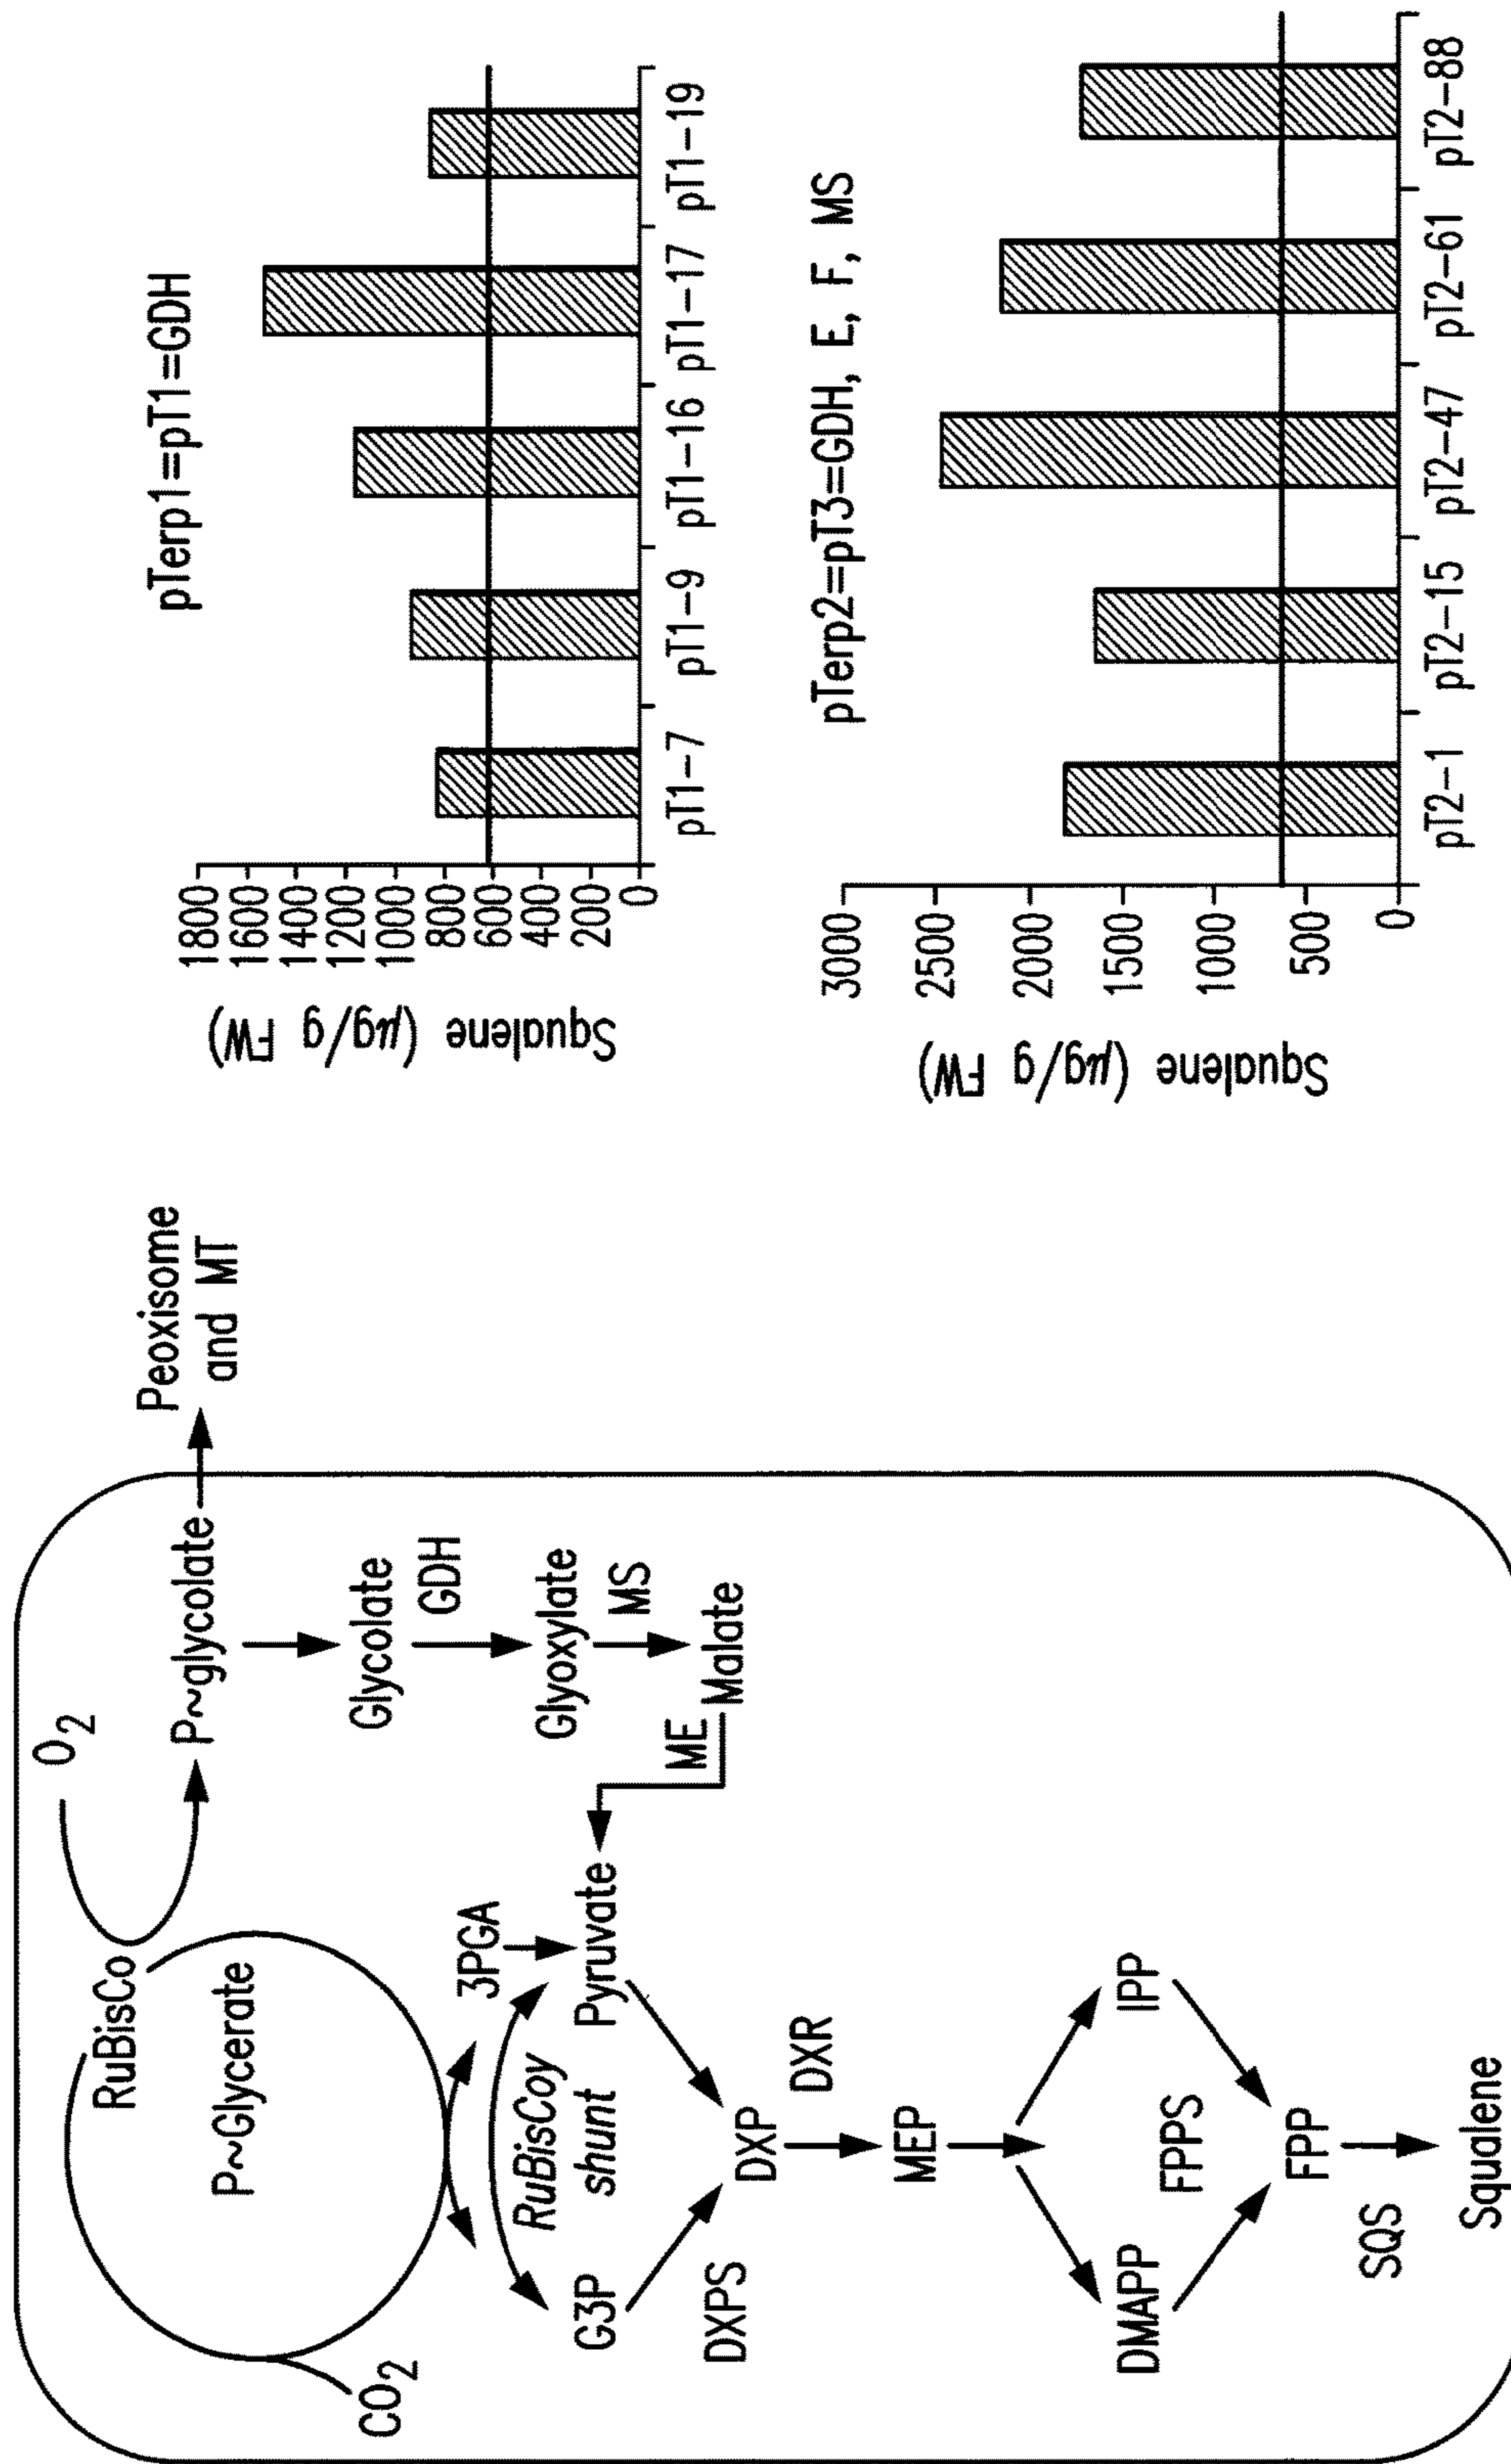 O2
Peoxisome
and MT
RuBisCo
P~glycolate
P~Glycerate
CO2
Glycolate
GDH
3PGA
Glyoxylate
RuBisCoy
shunt
MS
G3P
Pyruvate
ME
Malate
DXPS
DXP
DXR
MEP
DMAPP
IPP
FPPS
FPP
SQS
Squalene
pTerp1=pT1=GDH
Squalene (μg/g FW)
1800
1600
1400
1200
1000
800
600
400
200
0
pT1-7
pT1-9
pT1-16
pT1-17
pT1-19
pTerp2=pT3=GDH, E, F, MS
Squalene (μg/g FW)
3000
2500
2000
1500
1000
500
0
pT2-1
pT2-15
pT2-47
pT2-61
pT2-88